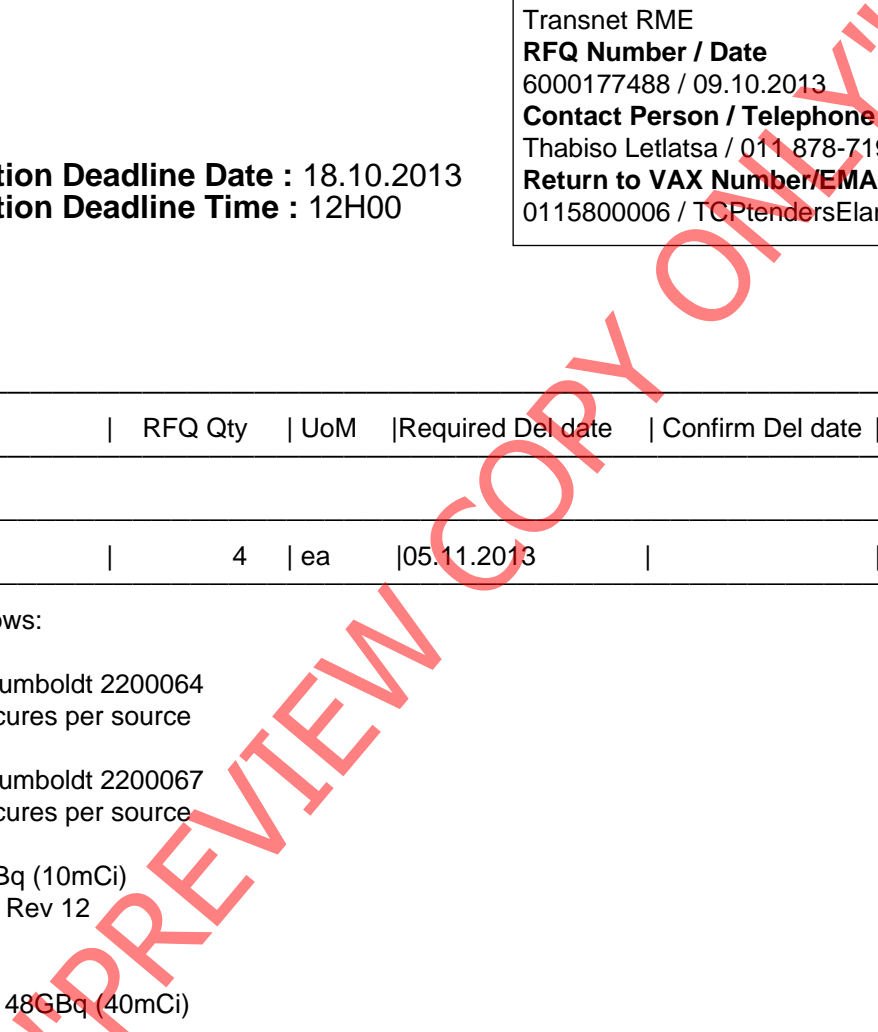 Transnet RME
RFQ Number / Date
6000177488 / 09.10.2013
Contact Person / Telephone
Thabiso Letlatsa / 011 878-719
Return to VAX Number/EMA
0115800006 / TCPtendersElan
tion Deadline Date : 18.10.2013
tion Deadline Time : 12H00
| RFQ Qty | UoM |Required Del date | Confirm Del date |
| 4 | ea |05.11.2013 | |
ows:
umboldt 2200064
cures per source
umboldt 2200067
cures per source
Bq (10mCi)
Rev 12
48GBq (40mCi)
"PREVIEW COPY ONLY"